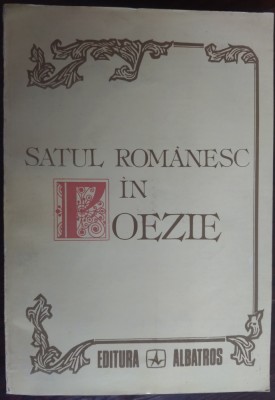 SATUL ROMÂNESC
ÎN
POEZIE
EDITURA ALBATROS